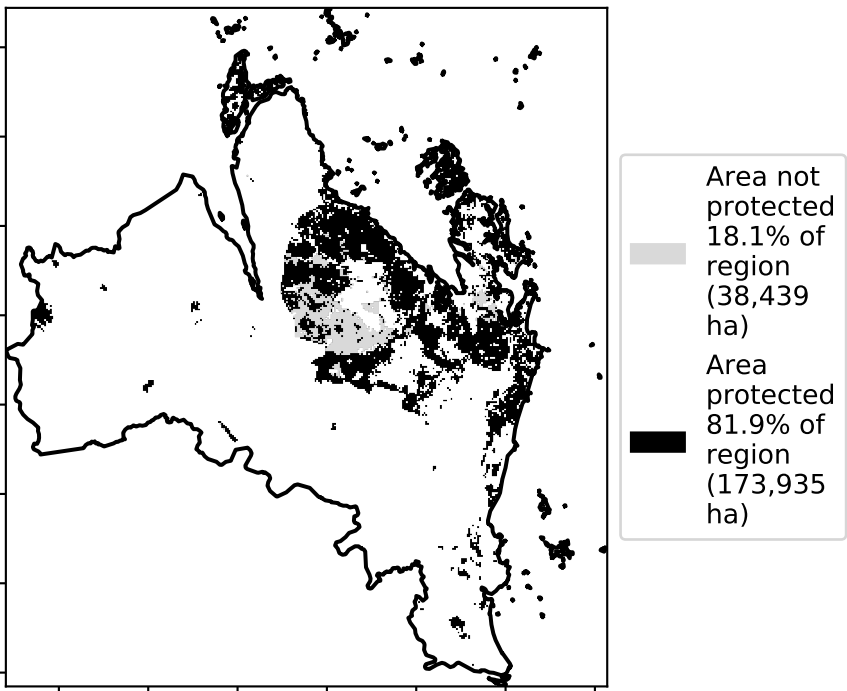 Area not
protected
18.1% of
region
(38,439
ha)
Area
protected
81.9% of
region
(173,935
ha)